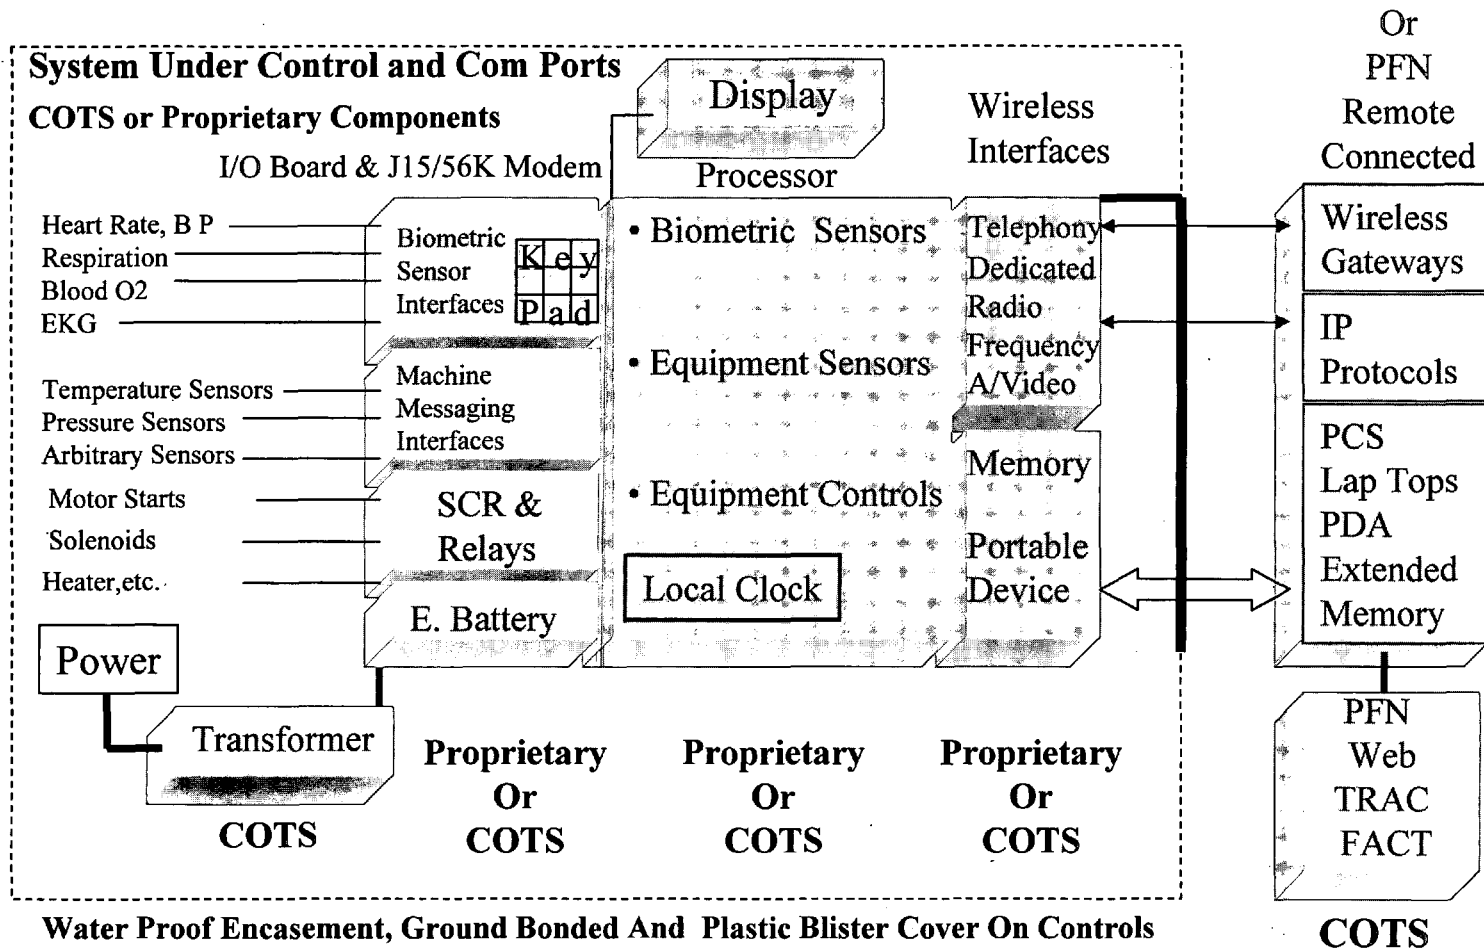 Or
PFN
Remote
Connected
System Under Control and Com Ports
COTS or Proprietary Components
I/O Board & J15/56K Modem
Display
Processor
Wireless
Interfaces
Heart Rate, B P
Respiration
Blood O2
EKG
Biometric
Sensor
Interfaces
Key
Pad
Temperature Sensors
Pressure Sensors
Arbitrary Sensors
Machine
Messaging
Interfaces
Motor Starts
Solenoids
Heater,etc.
SCR &
Relays
E. Battery
Power
Transformer
• Biometric Sensors
• Equipment Sensors
• Equipment Controls
Local Clock
Telephony
Dedicated
Radio
Frequency
A/Video
Memory
Portable
Device
Wireless
Gateways
IP
Protocols
PCS
Lap Tops
PDA
Extended
Memory
PFN
Web
TRAC
FACT
COTS
Proprietary
Or
COTS
Proprietary
Or
COTS
Proprietary
Or
COTS
COTS
Water Proof Encasement, Ground Bonded And Plastic Blister Cover On Controls